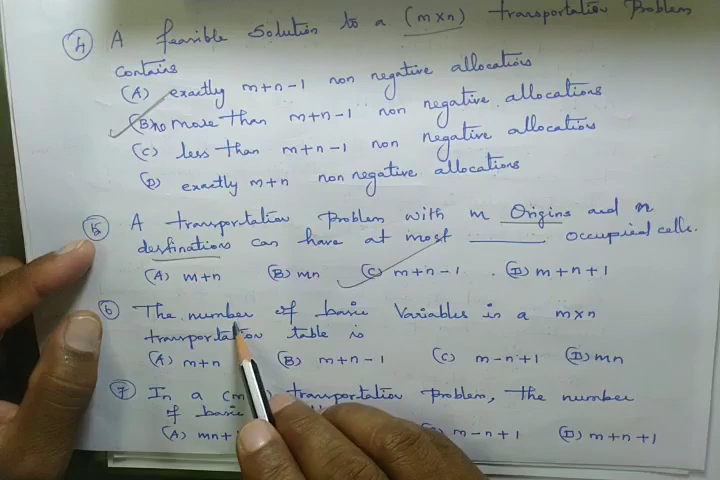 ④ A feasible solution to a (m×n) transportation Problem
contains
(A) exactly m+n-1 non negative allocations
(B) no more than m+n-1 non negative allocations
(C) less than m+n-1 non negative allocations
(D) exactly m+n non negative allocations
⑤ A transportation Problem with m Origins and n
destinations can have at most ______ occupied cells.
(A) m+n (B) mn (C) m+n-1 (D) m+n+1
⑥ The number of basic Variables in a m×n
transportation table is
(A) m+n (B) m+n-1 (C) m-n+1 (D) mn
⑦ In a transportation problem, the number
of basic
(A) m-n+1 (D) m+n+1